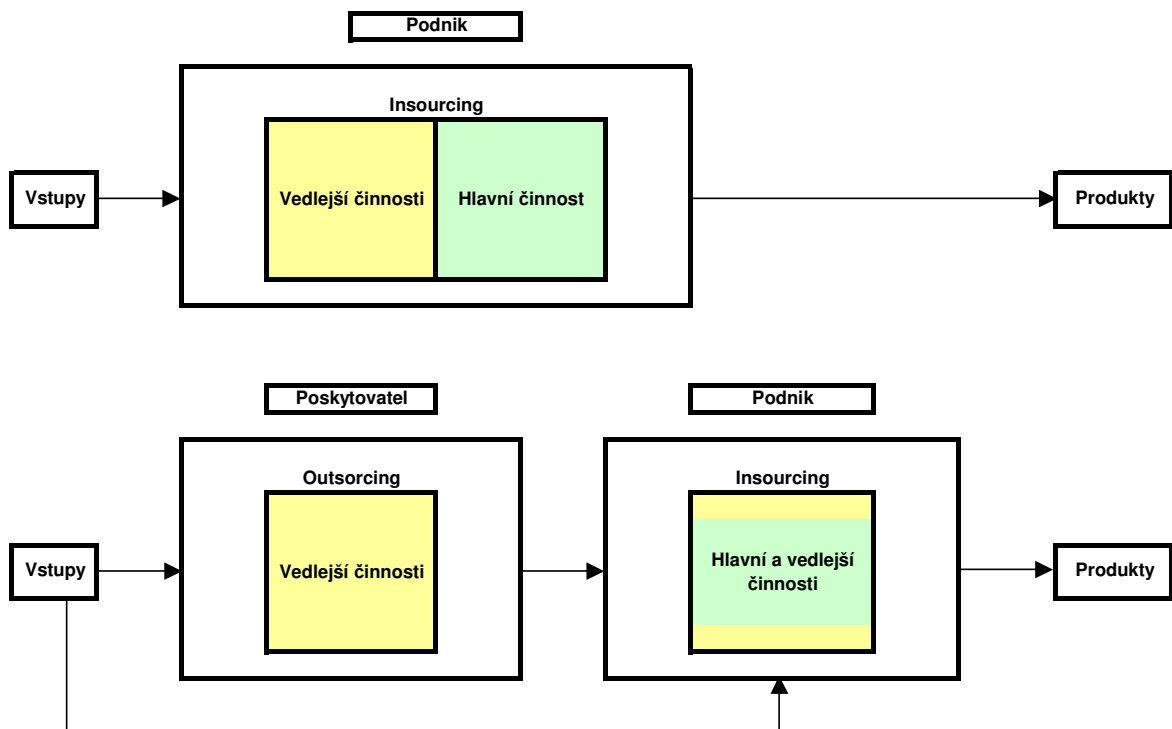 Podnik
Insourcing
Vstupy
Vedlejší činnosti
Hlavní činnost
Produkty
Poskytovatel
Podnik
Outsorcing
Insourcing
Vstupy
Vedlejší činnosti
Hlavní a vedlejší
činnosti
Produkty